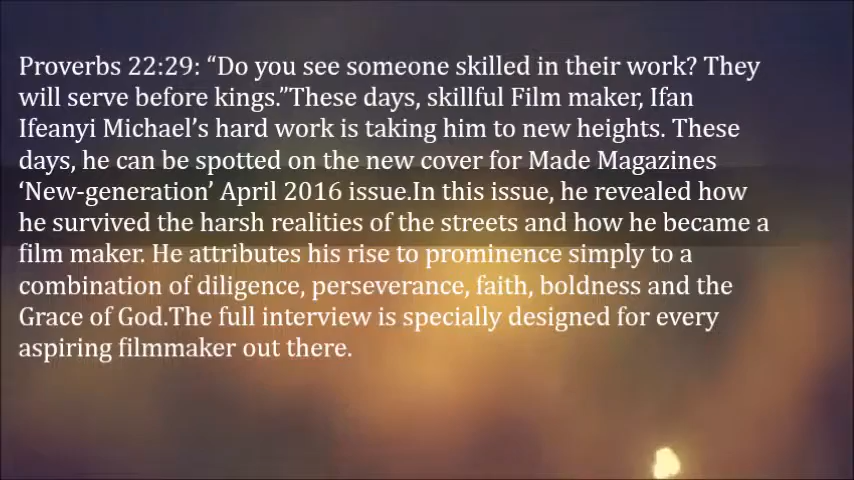 Proverbs 22:29: “Do you see someone skilled in their work? They
will serve before kings.”These days, skillful Film maker, Ifan
Ifeanyi Michael’s hard work is taking him to new heights. These
days, he can be spotted on the new cover for Made Magazines
‘New-generation’ April 2016 issue.In this issue, he revealed how
he survived the harsh realities of the streets and how he became a
film maker. He attributes his rise to prominence simply to a
combination of diligence, perseverance, faith, boldness and the
Grace of God.The full interview is specially designed for every
aspiring filmmaker out there.